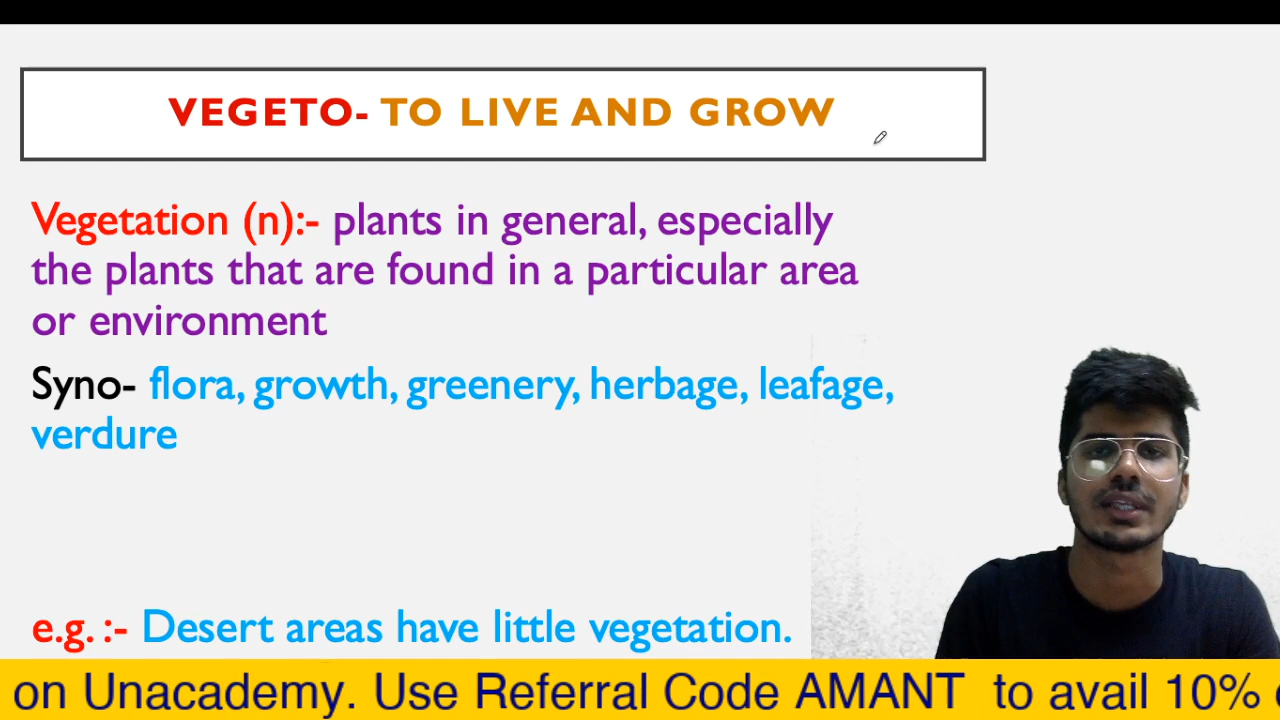 VEGETO- TO LIVE AND GROW
Vegetation (n):- plants in general, especially
the plants that are found in a particular area
or environment
Syno- flora, growth, greenery, herbage, leafage,
verdure
e.g. :- Desert areas have little vegetation.
on Unacademy. Use Referral Code AMANT to avail 10%